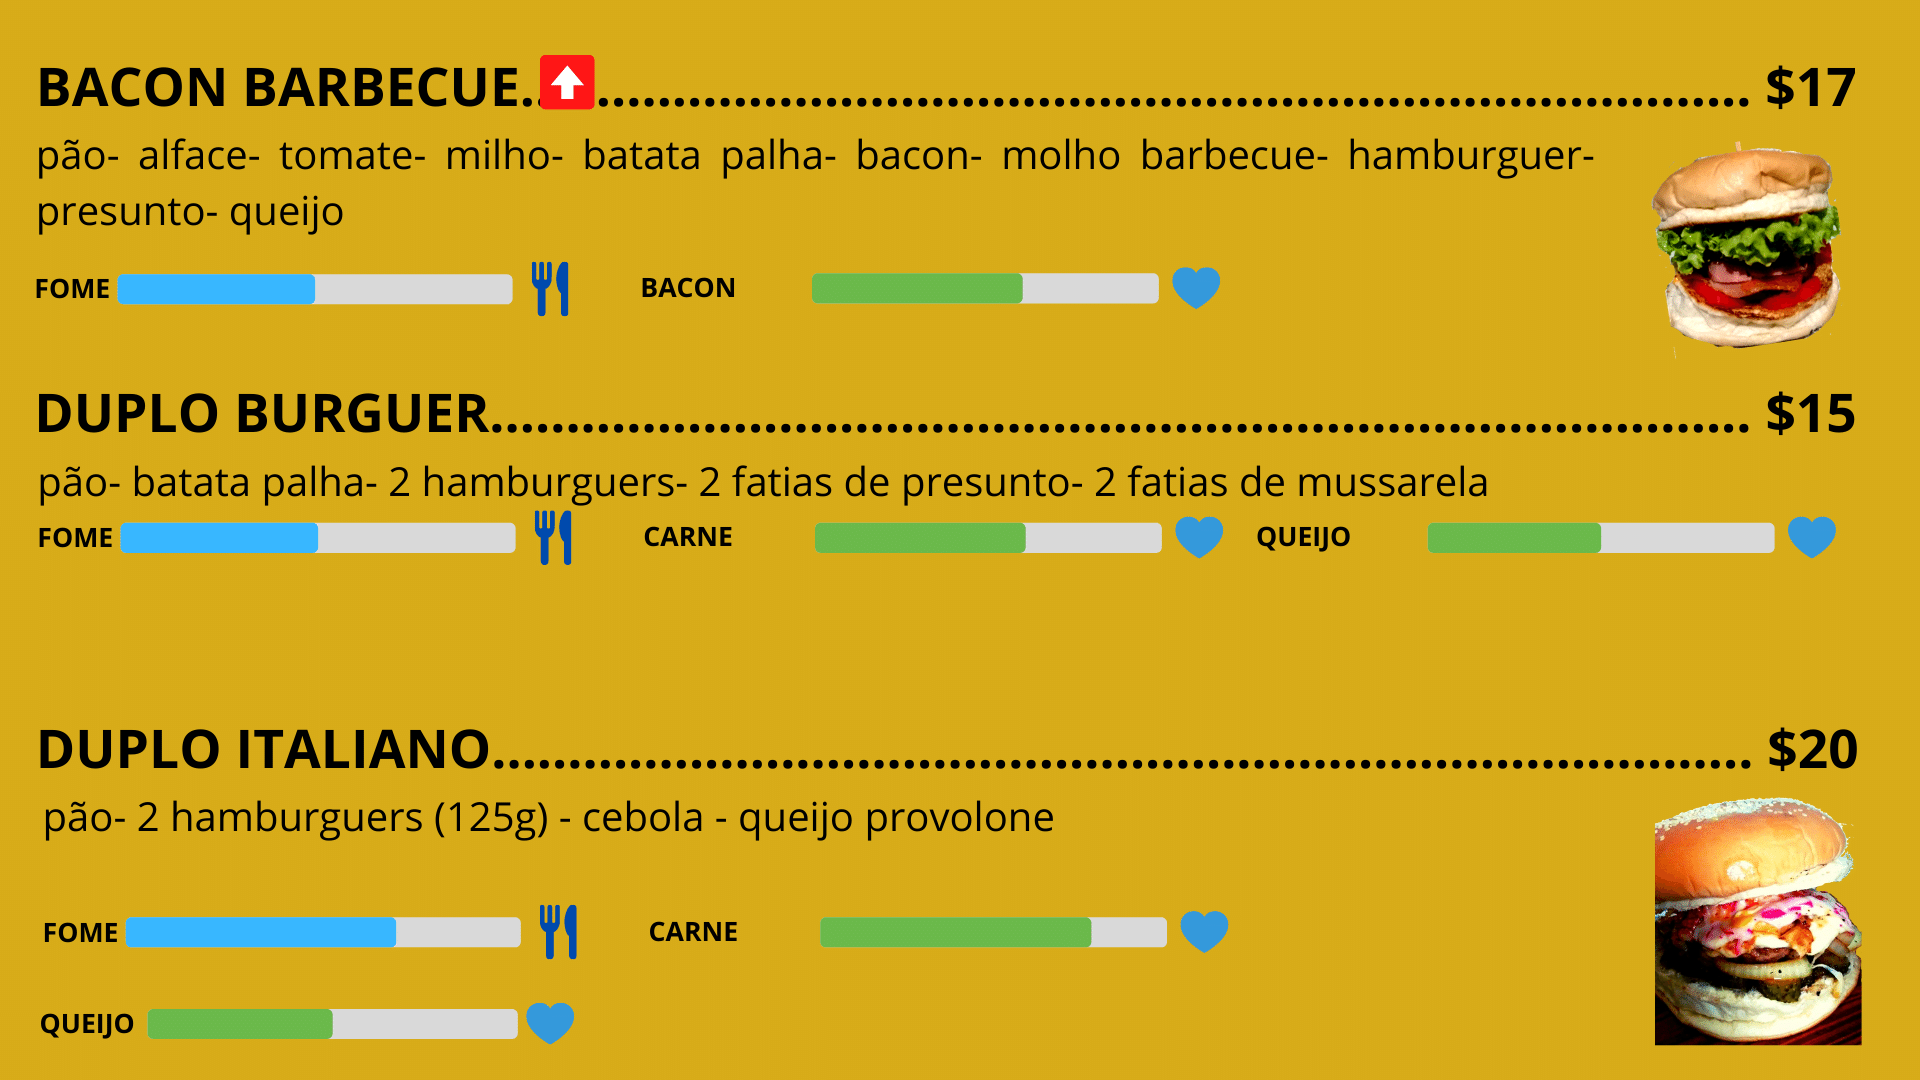 BACON BARBECUE................................................................................ $17
pão- alface- tomate- milho- batata palha- bacon- molho barbecue- hamburguer-
presunto- queijo
FOME BACON
DUPLO BURGUER................................................................................... $15
pão- batata palha- 2 hamburguers- 2 fatias de presunto- 2 fatias de mussarela
FOME CARNE QUEIJO
DUPLO ITALIANO................................................................................... $20
pão- 2 hamburguers (125g) - cebola - queijo provolone
FOME CARNE
QUEIJO